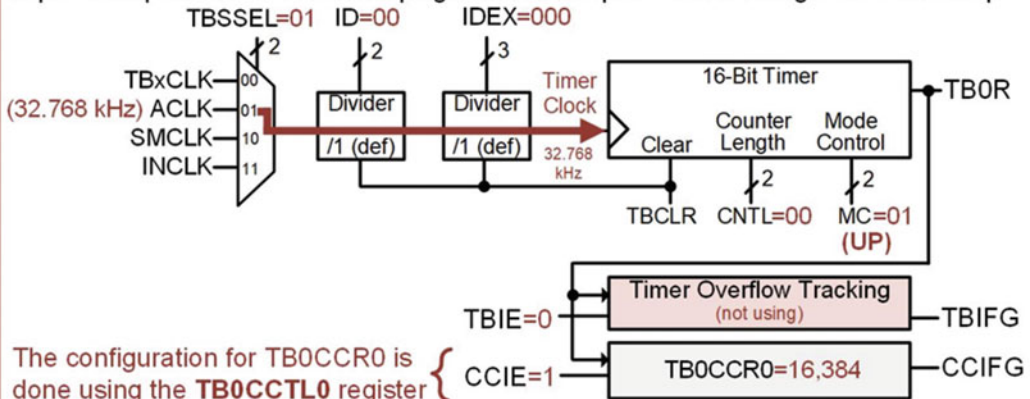 TBSSEL=01 ID=00 IDEX=000
2 2 3
TBxCLK 00
(32.768 kHz) ACLK 01
SMCLK 10
INCLK 11
Divider
/1 (def)
Divider
/1 (def)
Timer
Clock
32.768
kHz
16-Bit Timer
Clear
Counter
Length
Mode
Control
TB0R
2 2
TBCLR CNTL=00 MC=01
(UP)
Timer Overflow Tracking
(not using)
TBIE=0
TBIFG
The configuration for TB0CCR0 is
done using the TB0CCTL0 register
CCIE=1
TB0CCR0=16,384
CCIFG